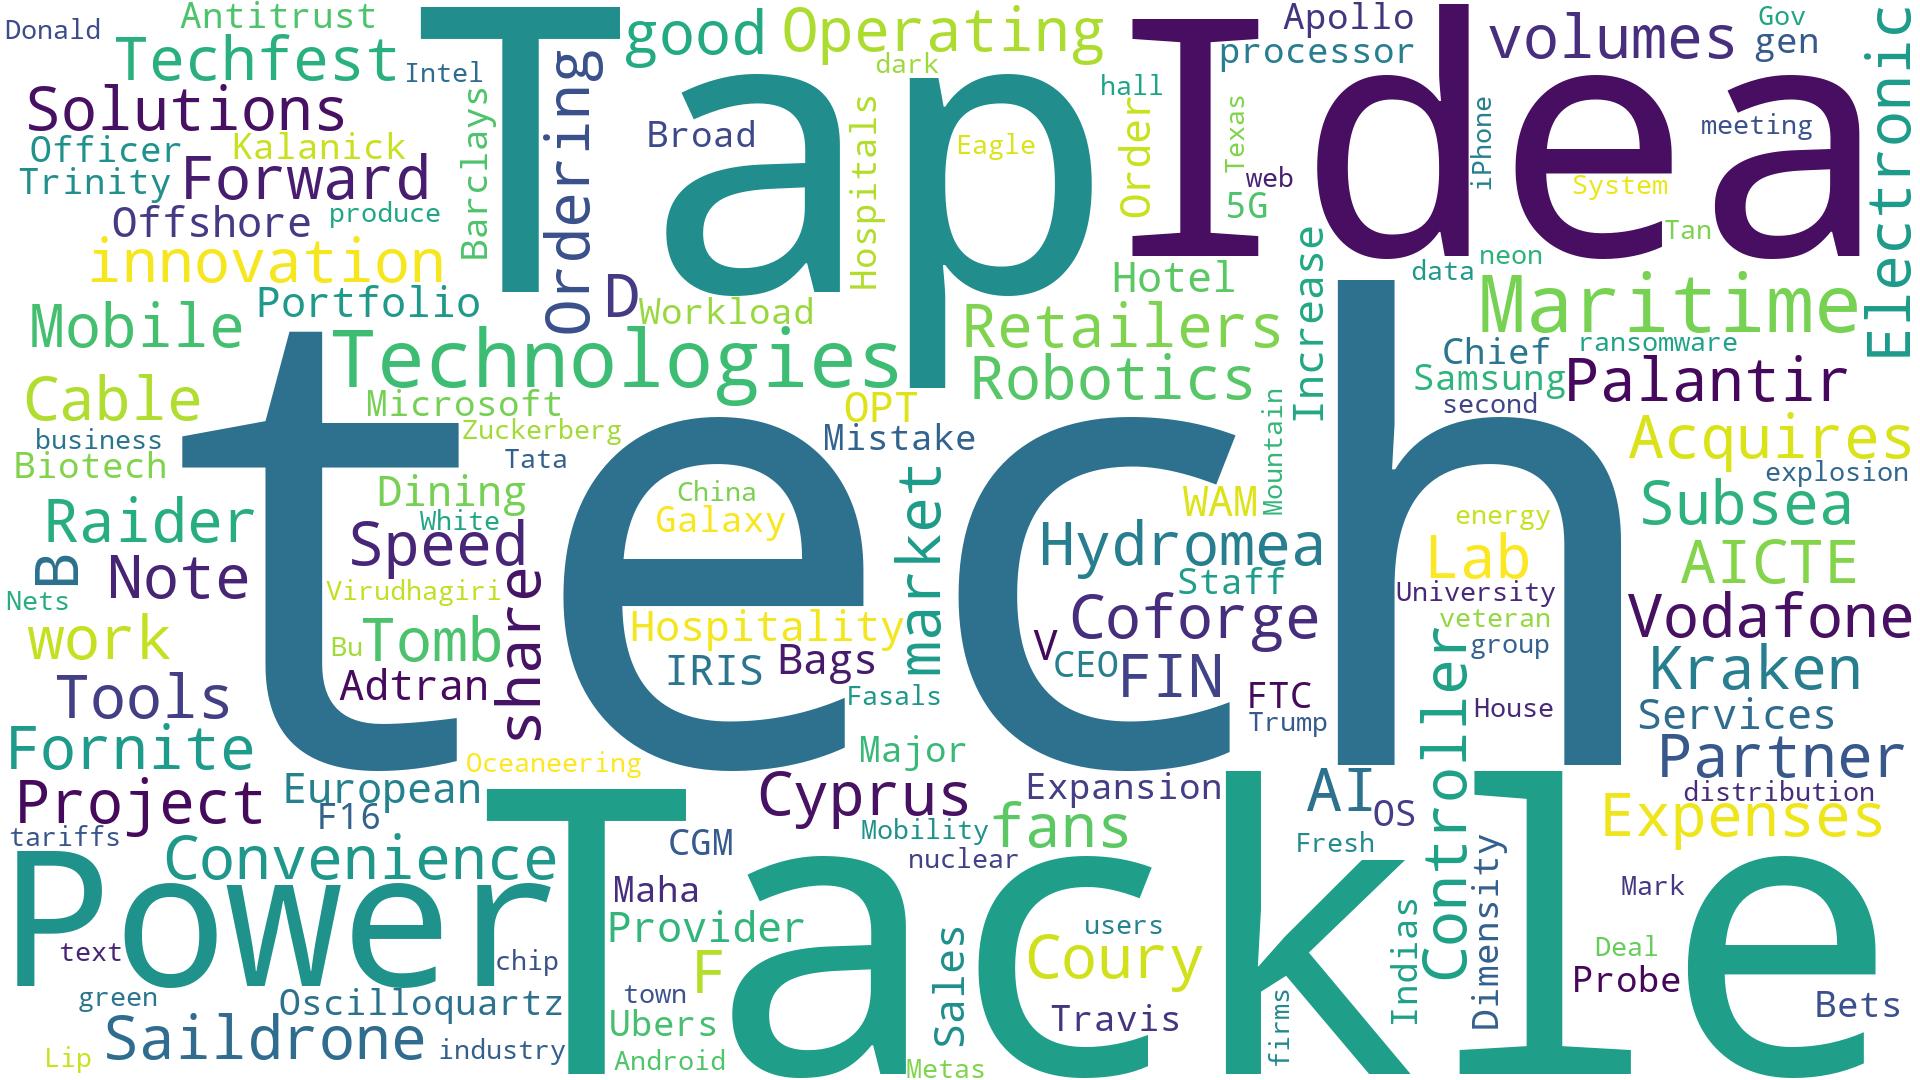 Donald
Antitrust
Techfest
Intel
Tap
good
Operating
dark
Idea
Apollo
processor
volumes
Gov
gen
Electronic
Solutions
Officer
Kalanick
Trinity
Forward
Offshore
produce
Barclays
Ordering
Broad
Hospitals
Eagle
hall
Order
Texas
web
5G
iPhone
meeting
System
Tan
innovation
Portfolio
D
Workload
Hotel
Increase
data
neon
Maritime
Mobile
Technologies
Retailers
Robotics
Chief
ransomware
Samsung
Palantir
second
Cable
Microsoft
OPT
Mistake
Mountain
Acquires
business
Zuckerberg
Tata
Biotech
tech
explosion
Dining
China
White
Galaxy
market
WAM
Subsea
Raider
Speed
Hydromea
energy
Lab
AICTE
B
Note
Virudhagiri
share
Staff
University
Nets
work
Bu
Tomb
Hospitality
Coforge
veteran
Vodafone
group
IRIS
Bags
V
CEO
FIN
Kraken
Tools
Adtran
Fasals
FTC
Trump
House
Services
Controller
Fornite
Oceaneering
Major
Partner
Project
European
F16
Cyprus
Expansion
AI
OS
distribution
Expenses
tariffs
Convenience
CGM
Mobility
fans
nuclear
Fresh
Dimensity
Power
Tackle
Maha
Mark
Provider
users
text
chip
F
Sales
Coury
Indias
Deal
Probe
green
Oscilloquartz
town
Travis
firms
Bets
Saildrone
Ubers
industry
Lip
Android
Metas